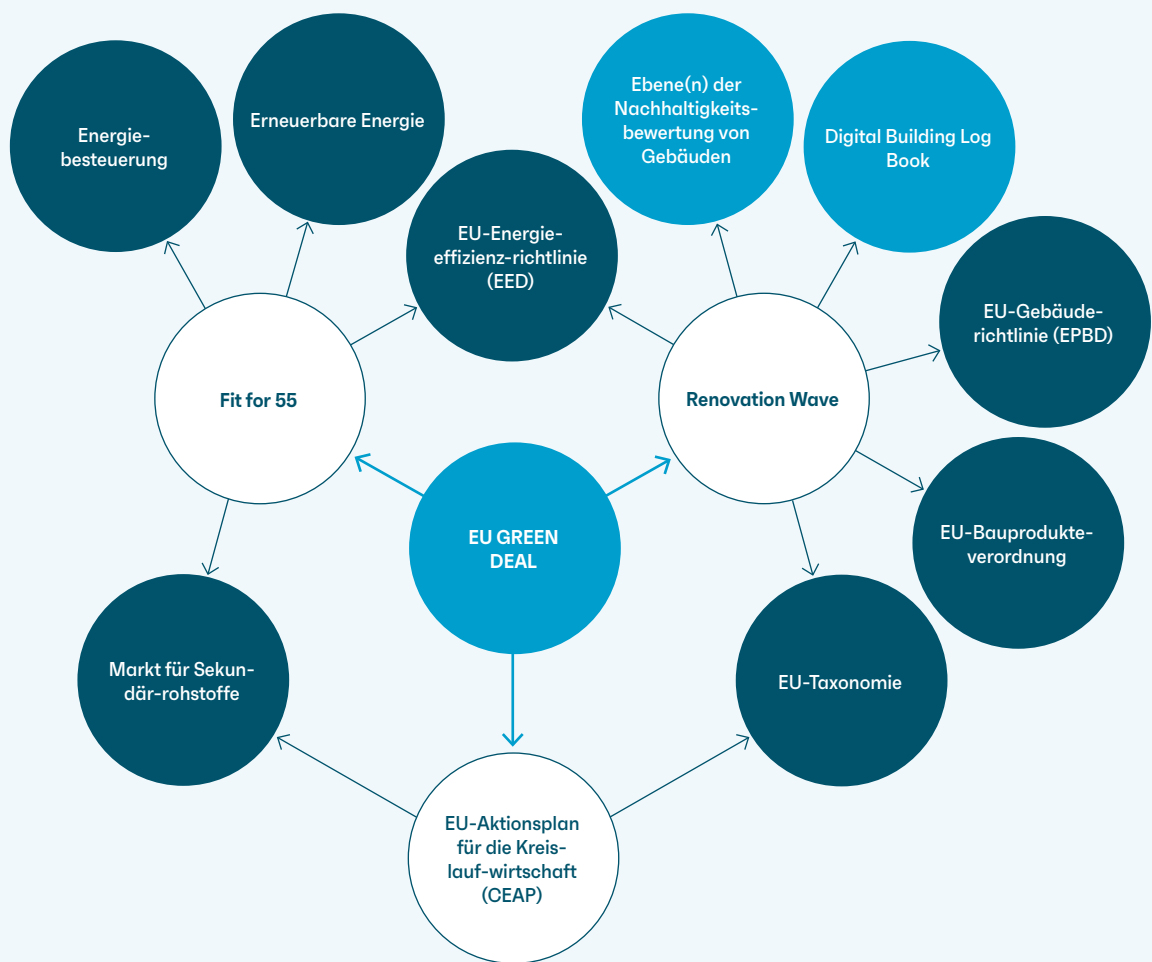 Energie-
besteuerung
Erneuerbare Energie
Ebene(n) der
Nachhaltigkeits-
bewertung von
Gebäuden
Digital Building Log
Book
EU-Energie-
effizienz-richtlinie
(EED)
EU-Gebäude-
richtlinie (EPBD)
Fit for 55
Renovation Wave
EU GREEN
DEAL
EU-Bauprodukte-
verordnung
Markt für Sekun-
där-rohstoffe
EU-Taxonomie
EU-Aktionsplan
für die Kreis-
lauf-wirtschaft
(CEAP)